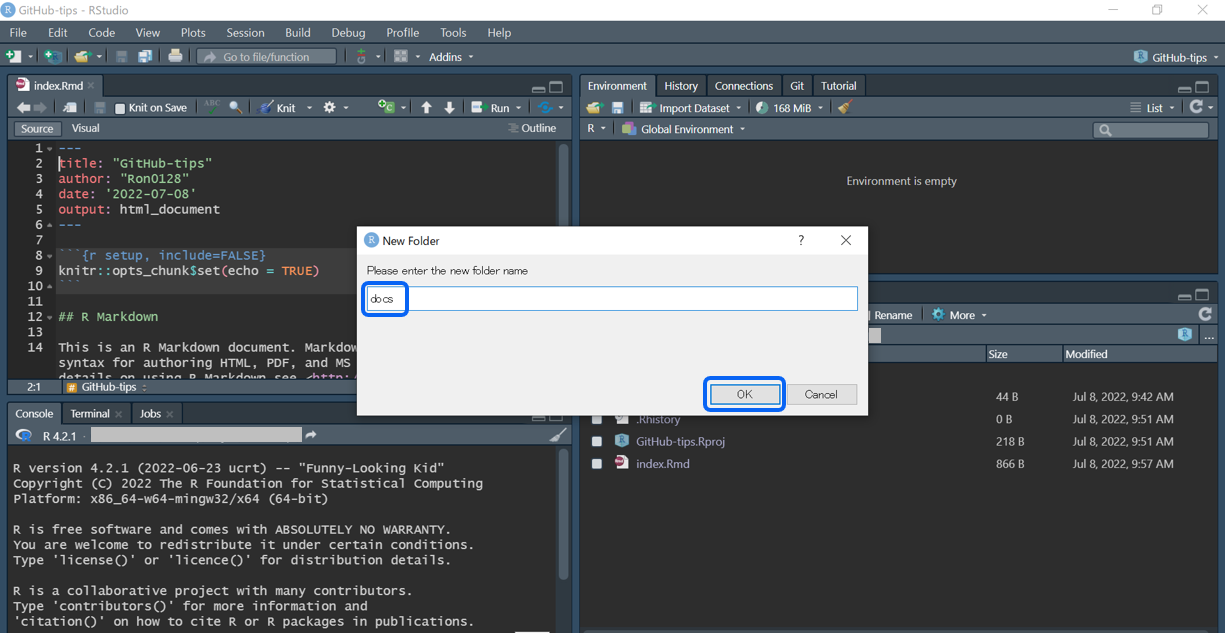 GitHub-tips - RStudio
File Edit Code View Plots Session Build Debug Profile Tools Help
Go to file/function Addins GitHub-tips
index.Rmd
Knit on Save ABC Knit Run
Source Visual Outline
1 ---
2 title: "GitHub-tips"
3 author: "Ron0128"
4 date: '2022-07-08'
5 output: html_document
6 ---
7
8 ```{r setup, include=FALSE}
9 knitr::opts_chunk$set(echo = TRUE)
10 ```
11
12 ## R Markdown
13
14 This is an R Markdown document. Markdow
syntax for authoring HTML, PDF, and MS
details on using R Markdown see <http:/
2:1 # GitHub-tips
Environment History Connections Git Tutorial
Import Dataset 168 MiB List
R Global Environment
Environment is empty
New Folder ?
Please enter the new folder name
docs
OK Cancel
Rename More
...
Size Modified
44 B Jul 8, 2022, 9:42 AM
.Rhistory 0 B Jul 8, 2022, 9:51 AM
GitHub-tips.Rproj 218 B Jul 8, 2022, 9:51 AM
index.Rmd 866 B Jul 8, 2022, 9:57 AM
Console Terminal Jobs
R 4.2.1 ·
R version 4.2.1 (2022-06-23 ucrt) -- "Funny-Looking Kid"
Copyright (C) 2022 The R Foundation for Statistical Computing
Platform: x86_64-w64-mingw32/x64 (64-bit)
R is free software and comes with ABSOLUTELY NO WARRANTY.
You are welcome to redistribute it under certain conditions.
Type 'license()' or 'licence()' for distribution details.
R is a collaborative project with many contributors.
Type 'contributors()' for more information and
'citation()' on how to cite R or R packages in publications.